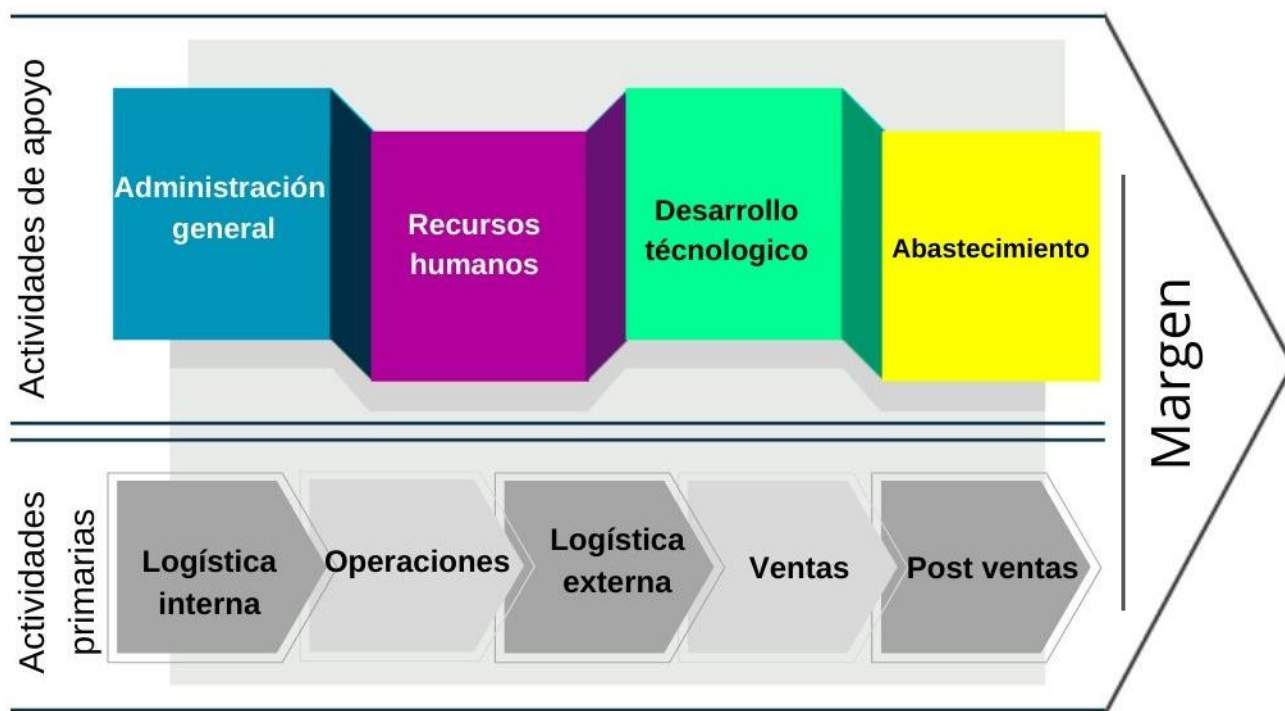 Actividades de apoyo
Administración
general
Recursos
humanos
Desarrollo
técnologico
Abastecimiento
Margen
Actividades
primarias
Logística
interna
Operaciones
Logística
externa
Ventas
Post ventas